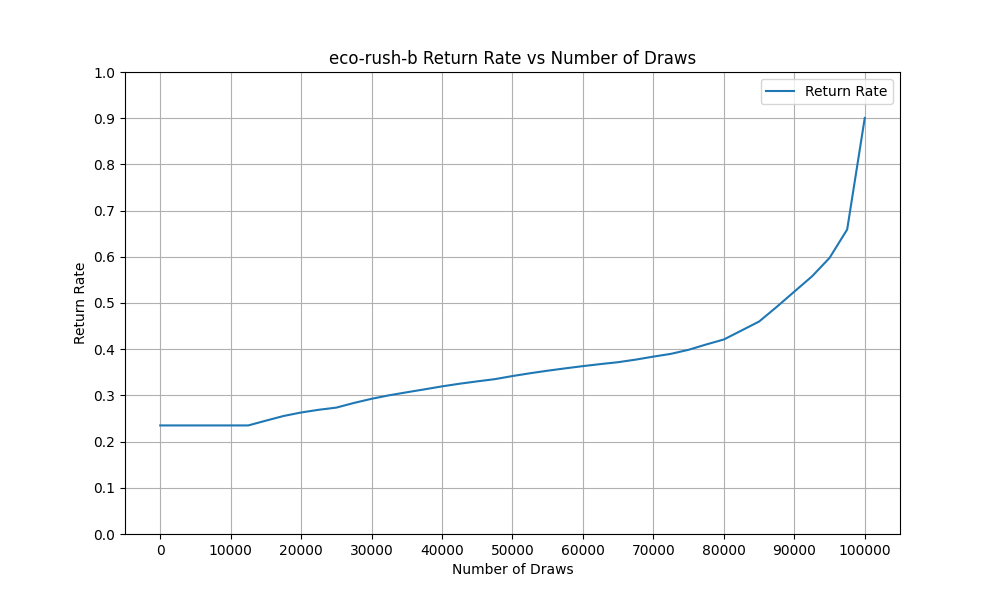 eco-rush-b Return Rate vs Number of Draws
Return Rate
1.0
0.9
0.8
0.7
0.6
0.5
0.4
0.3
0.2
0.1
0.0
Return Rate
0 10000 20000 30000 40000 50000 60000 70000 80000 90000 100000
Number of Draws